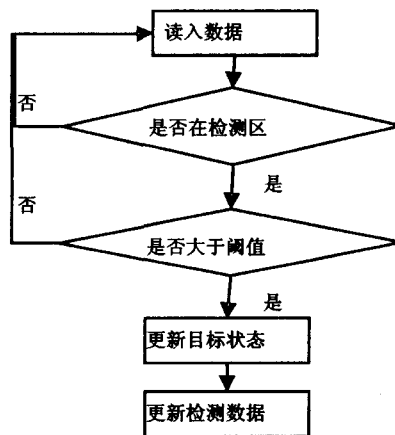 读入数据
否
是否在检测区
是
否
是否大于阈值
是
更新目标状态
更新检测数据